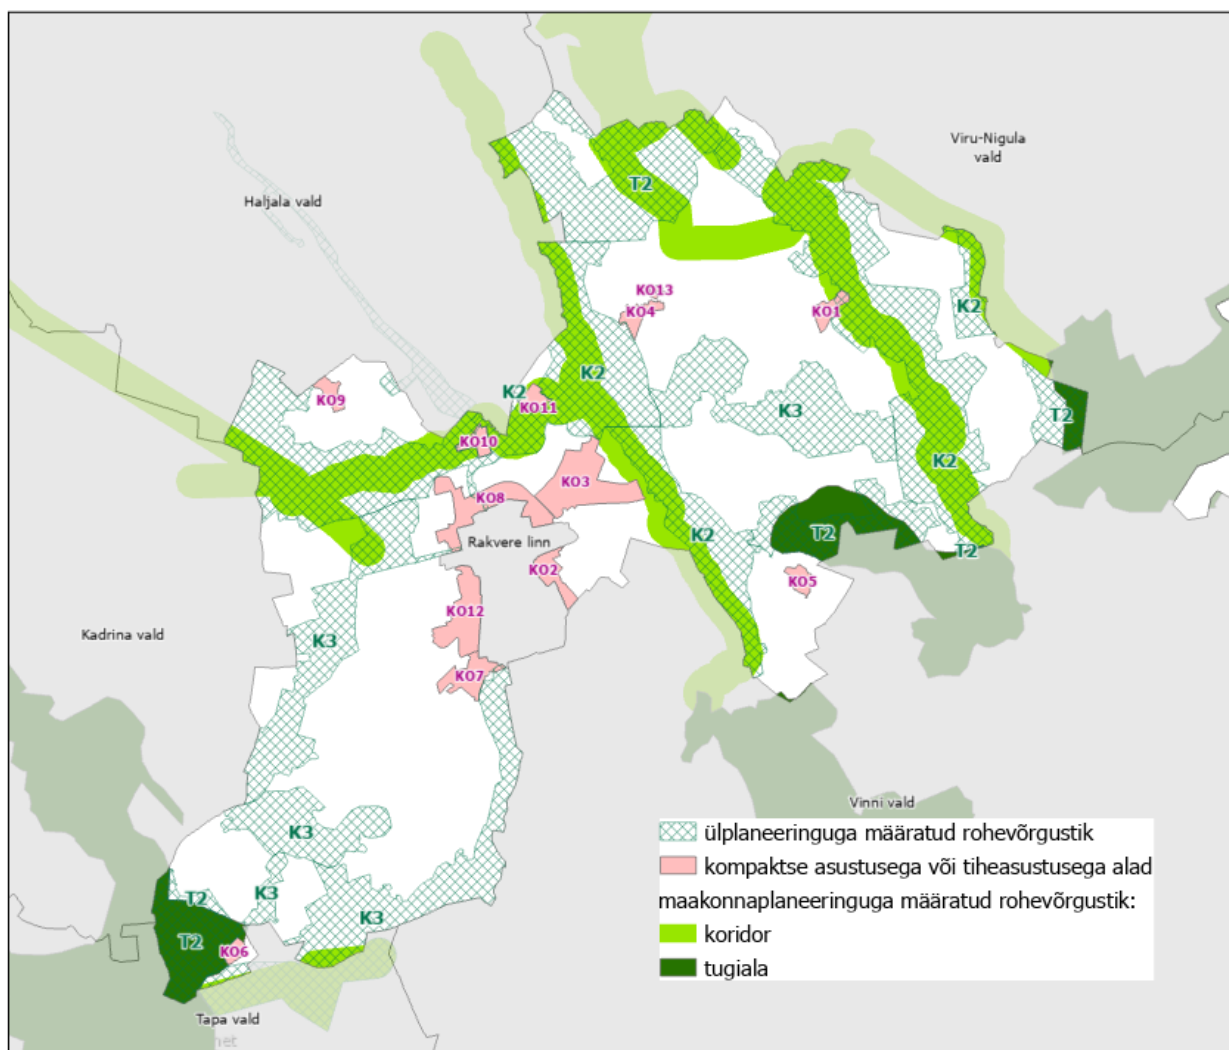 Viru-Nigula
vald
T2
Haljala vald
KO13
KO4
KO1
K2
K2
K2
KO9
KO11
K3
T2
KO10
K2
KO3
KO8
K2
T2
Rakvere linn
T2
KO2
KO5
KO12
Kadrina vald
K3
KO7
Vinni vald
K3
ülplaneeringuga määratud rohevõrgustik
kompaktse asustusega või tiheasustusega alad
T2
K3
maakonnaplaneeringuga määratud rohevõrgustik:
K3
koridor
T2
KO6
tugiala
Tapa vald